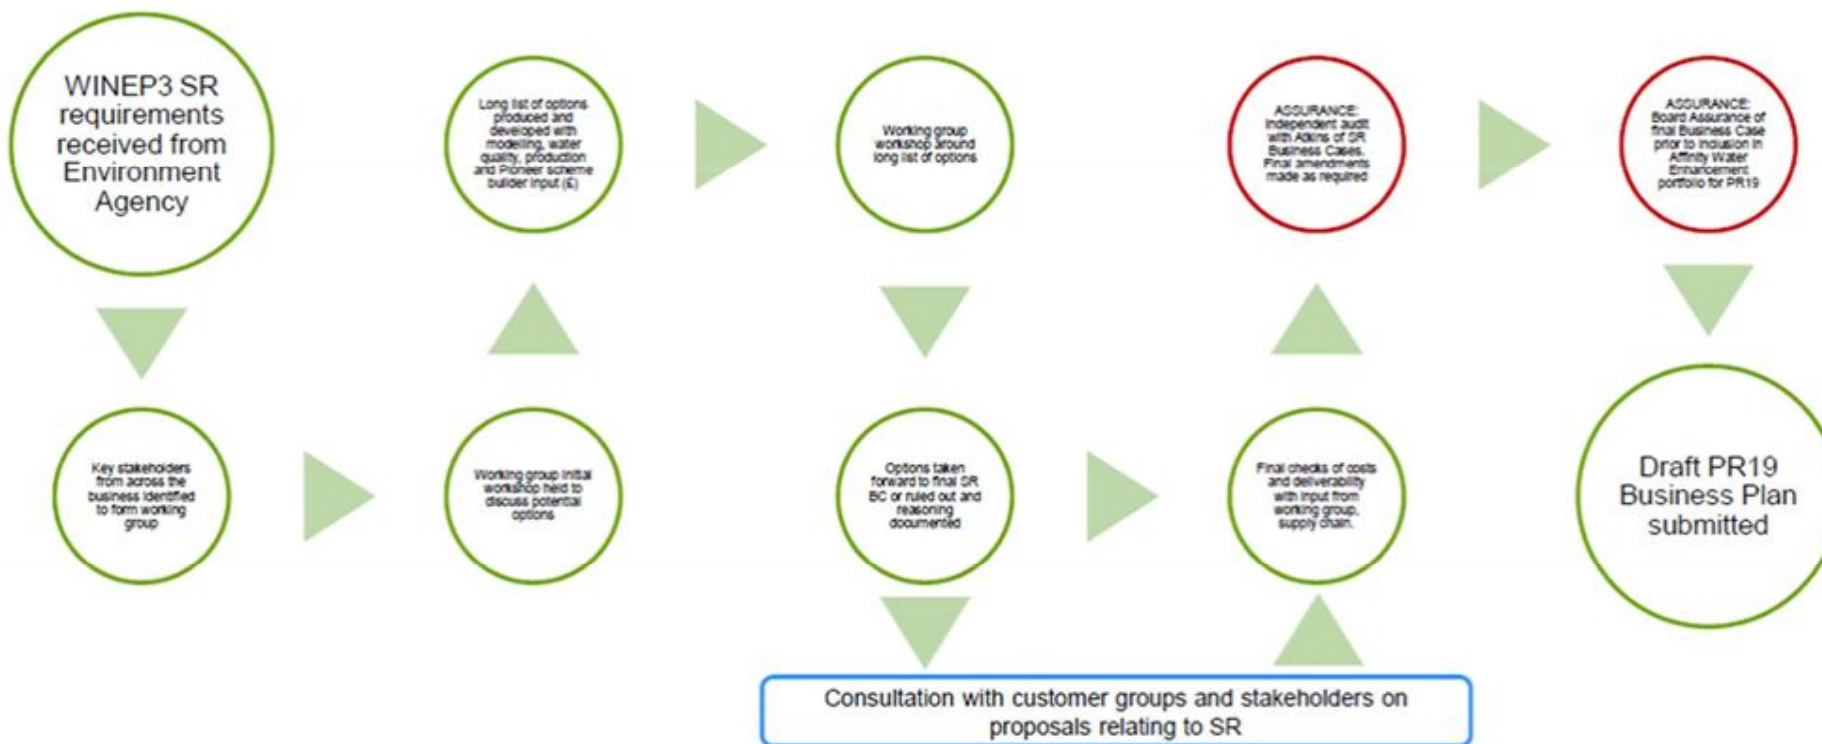 WINEP3 SR
requirements
received from
Environment
Agency
Key stakeholders
from across the
business identified
to form working
group
Working group initial
workshop held to
discuss potential
options
Long list of options
produced and
developed with
modelling, water
quality, production
and Pioneer scheme
builder input (£)
Working group
workshop around
long list of options
Options taken
forward to final SR
BC or ruled out and
reasoning
documented
Consultation with customer groups and stakeholders on
proposals relating to SR
Final checks of costs
and deliverability
with input from
working group,
supply chain.
ASSURANCE:
Independent audit
with Atkins of SR
Business Cases.
Final amendments
made as required
ASSURANCE:
Board Assurance of
final Business Case
prior to inclusion in
Affinity Water
Enhancement
portfolio for PR19
Draft PR19
Business Plan
submitted